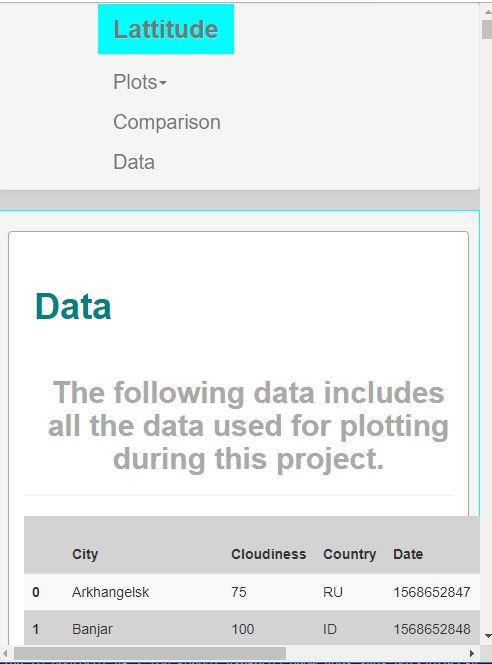 Lattitude
Plots
Comparison
Data
Data
The following data includes
all the data used for plotting
during this project.
City Cloudiness Country Date
0 Arkhangelsk 75 RU 1568652847
1 Banjar 100 ID 1568652848